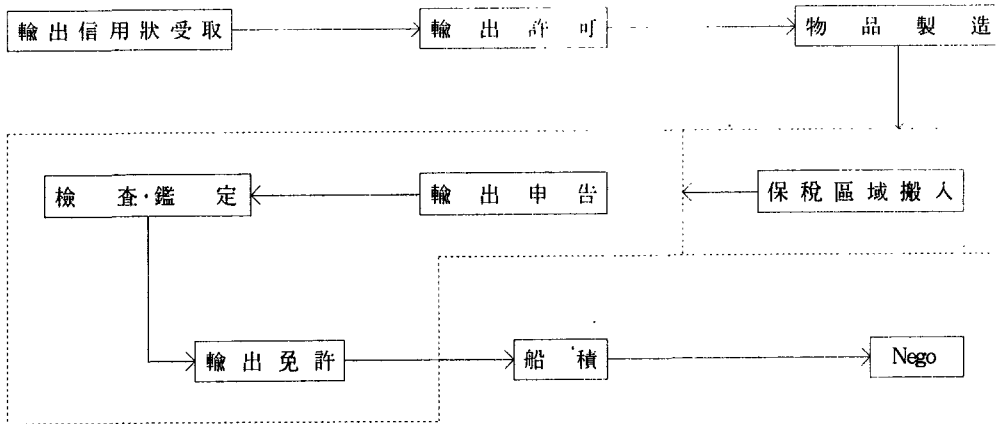 輸出信用狀受取
輸出許可
物品製造
檢査·鑑定
輸出申告
保稅區域搬入
輸出免許
船積
Nego